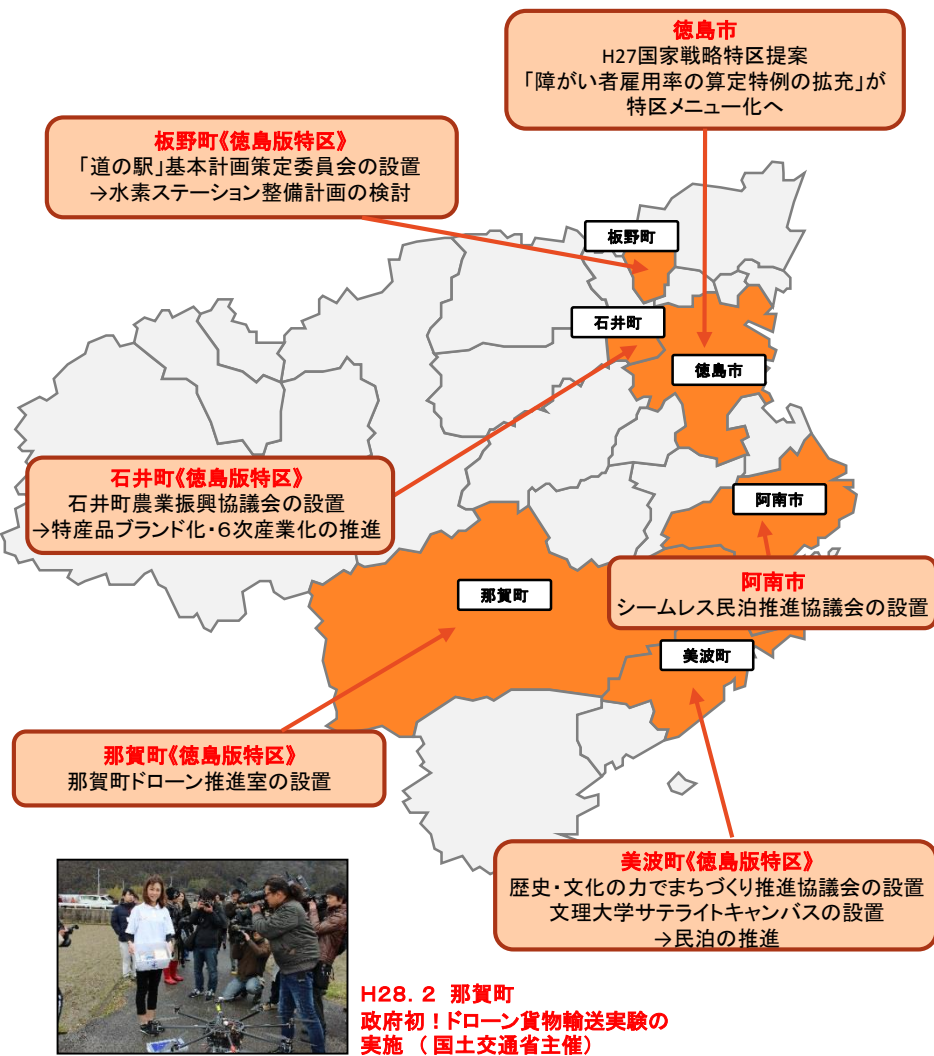 徳島市
H27国家戦略特区提案
「障がい者雇用率の算定特例の拡充」が
特区メニュー化へ
板野町《徳島版特区》
「道の駅」基本計画策定委員会の設置
→水素ステーション整備計画の検討
板野町
石井町
徳島市
石井町《徳島版特区》
石井町農業振興協議会の設置
→特産品ブランド化・6次産業化の推進
阿南市
那賀町
阿南市
シームレス民泊推進協議会の設置
美波町
那賀町《徳島版特区》
那賀町ドローン推進室の設置
美波町《徳島版特区》
歴史・文化の力でまちづくり推進協議会の設置
文理大学サテライトキャンバスの設置
→民泊の推進
H28.2 那賀町
政府初!ドローン貨物輸送実験の
実施 (国土交通省主催)